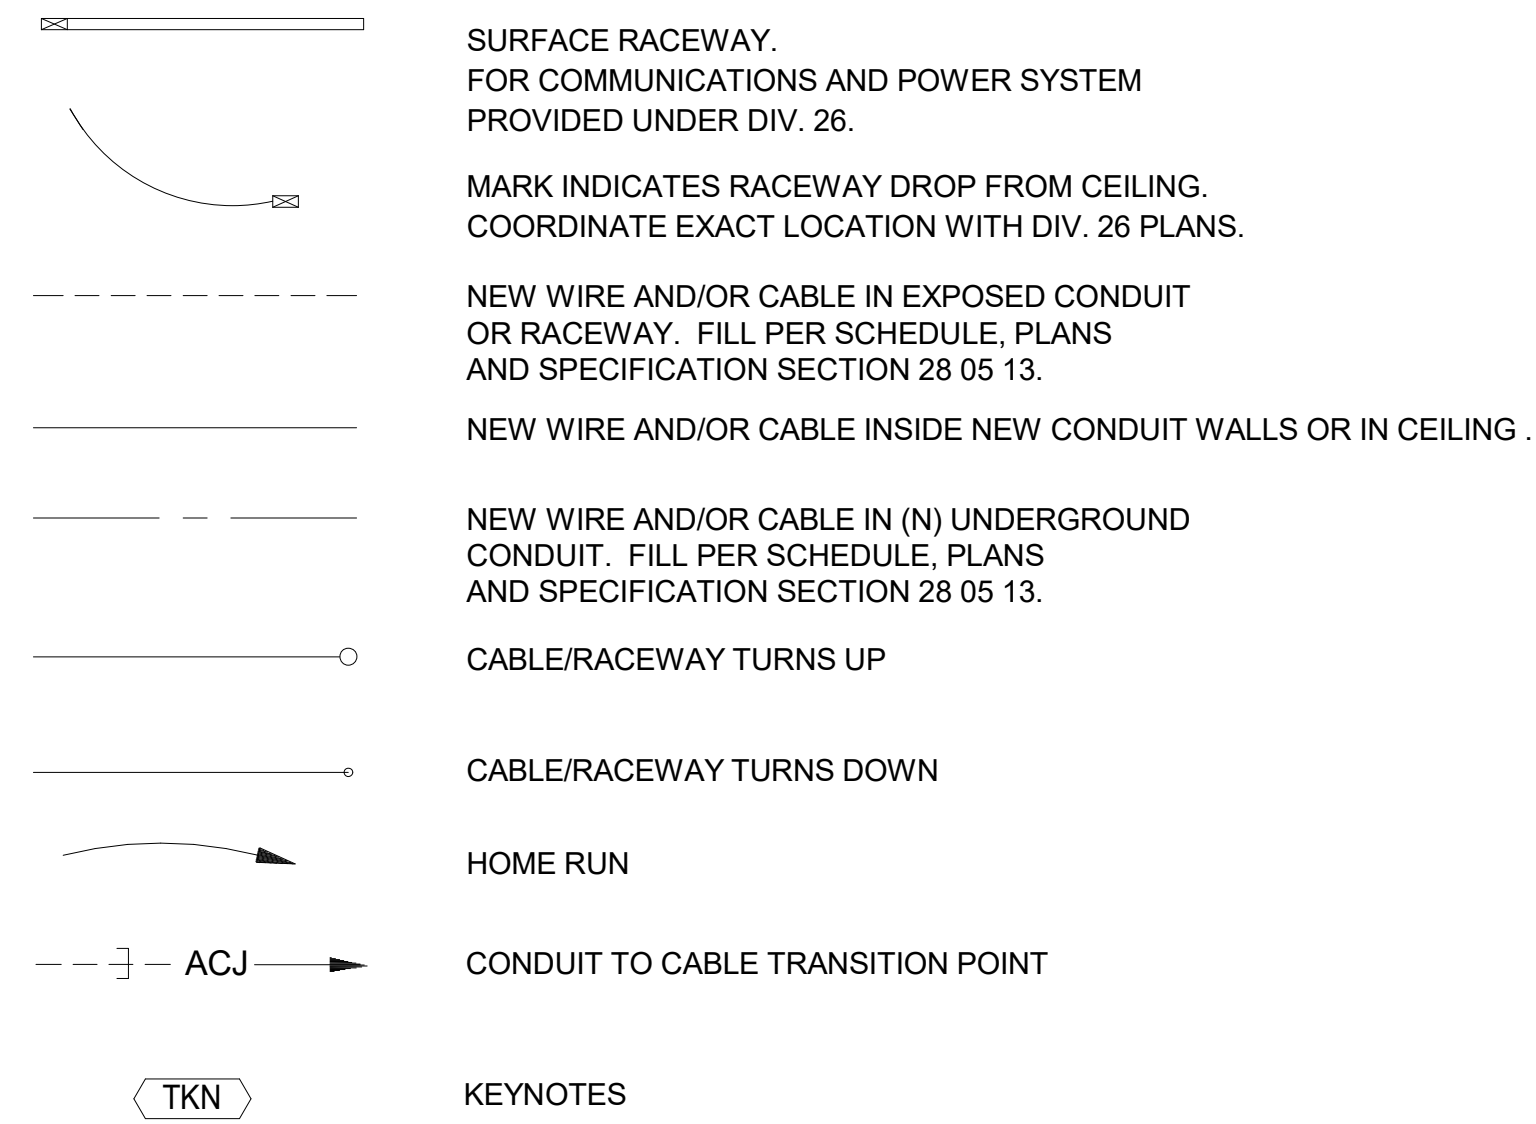 SURFACE RACEWAY.
FOR COMMUNICATIONS AND POWER SYSTEM
PROVIDED UNDER DIV. 26.
MARK INDICATES RACEWAY DROP FROM CEILING.
COORDINATE EXACT LOCATION WITH DIV. 26 PLANS.
NEW WIRE AND/OR CABLE IN EXPOSED CONDUIT
OR RACEWAY.  FILL PER SCHEDULE, PLANS
AND SPECIFICATION SECTION 28 05 13.
NEW WIRE AND/OR CABLE INSIDE NEW CONDUIT WALLS OR IN CEILING .
NEW WIRE AND/OR CABLE IN (N) UNDERGROUND
CONDUIT.  FILL PER SCHEDULE, PLANS
AND SPECIFICATION SECTION 28 05 13.
CABLE/RACEWAY TURNS UP
CABLE/RACEWAY TURNS DOWN
HOME RUN
ACJ CONDUIT TO CABLE TRANSITION POINT
TKN KEYNOTES